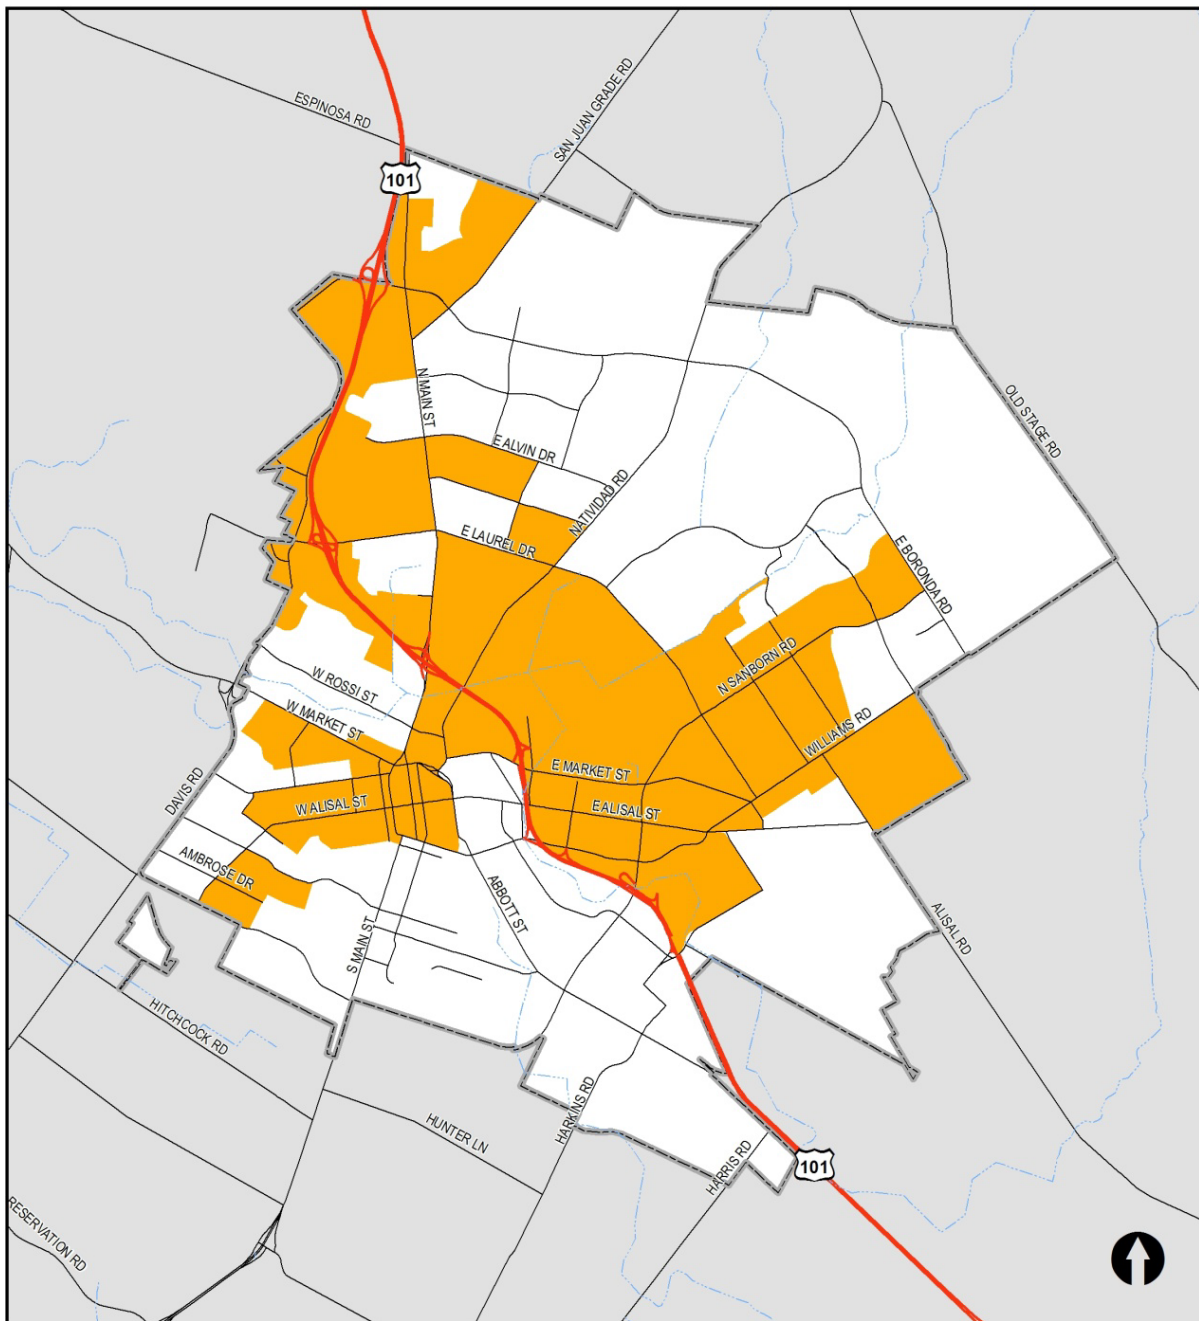 ESPINOSA RD
SAN JUAN GRADE RD
101
N MAIN ST
OLD STAGE RD
E ALVIN DR
NATIVIDAD RD
E LAUREL DR
E BORONDA RD
N SANBORN RD
W ROSSI ST
W MARKET ST
WILLIAMS RD
E MARKET ST
DAVIS RD
W ALISAL ST
E ALISAL ST
AMBROSE DR
ABBOTT ST
S MAIN ST
ALISAL RD
HITCHCOCK RD
HARKINS RD
HUNTER LN
HARRIS RD
101
RESERVATION RD